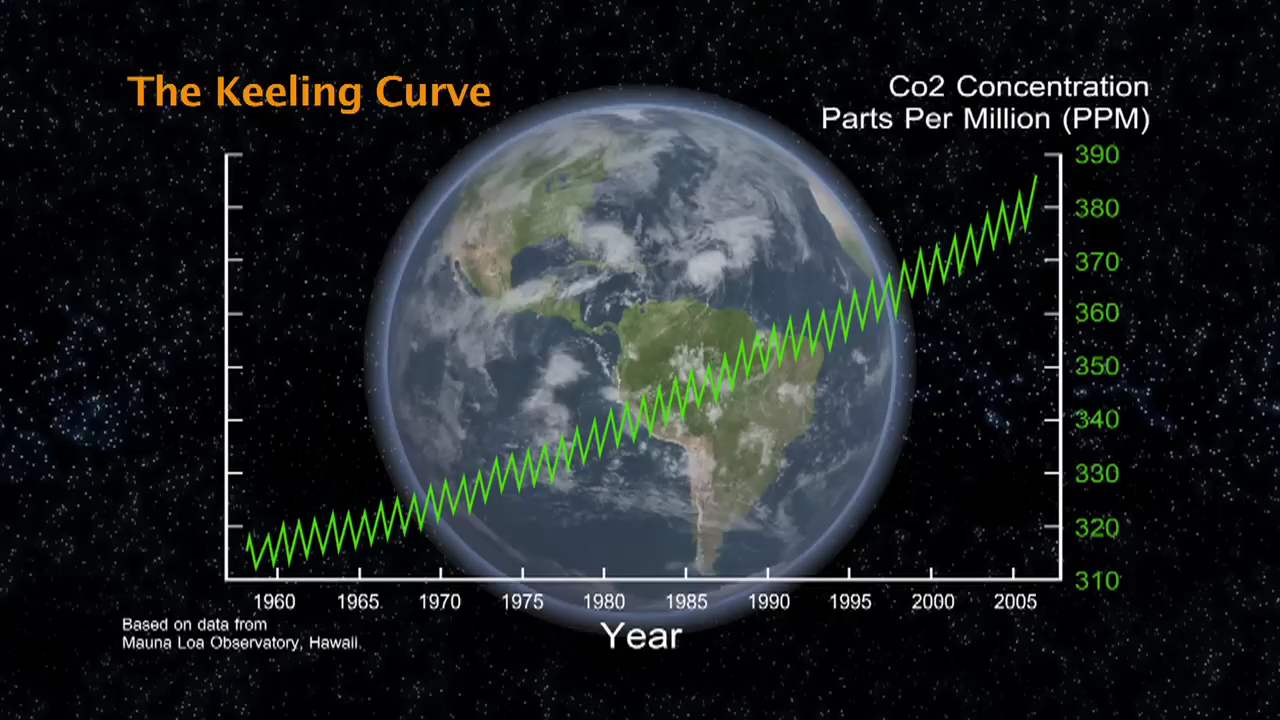 The Keeling Curve
Co2 Concentration
Parts Per Million (PPM)
390
380
370
360
350
340
330
320
310
1960 1965 1970 1975 1980 1985 1990 1995 2000 2005
Year
Based on data from
Mauna Loa Observatory, Hawaii.